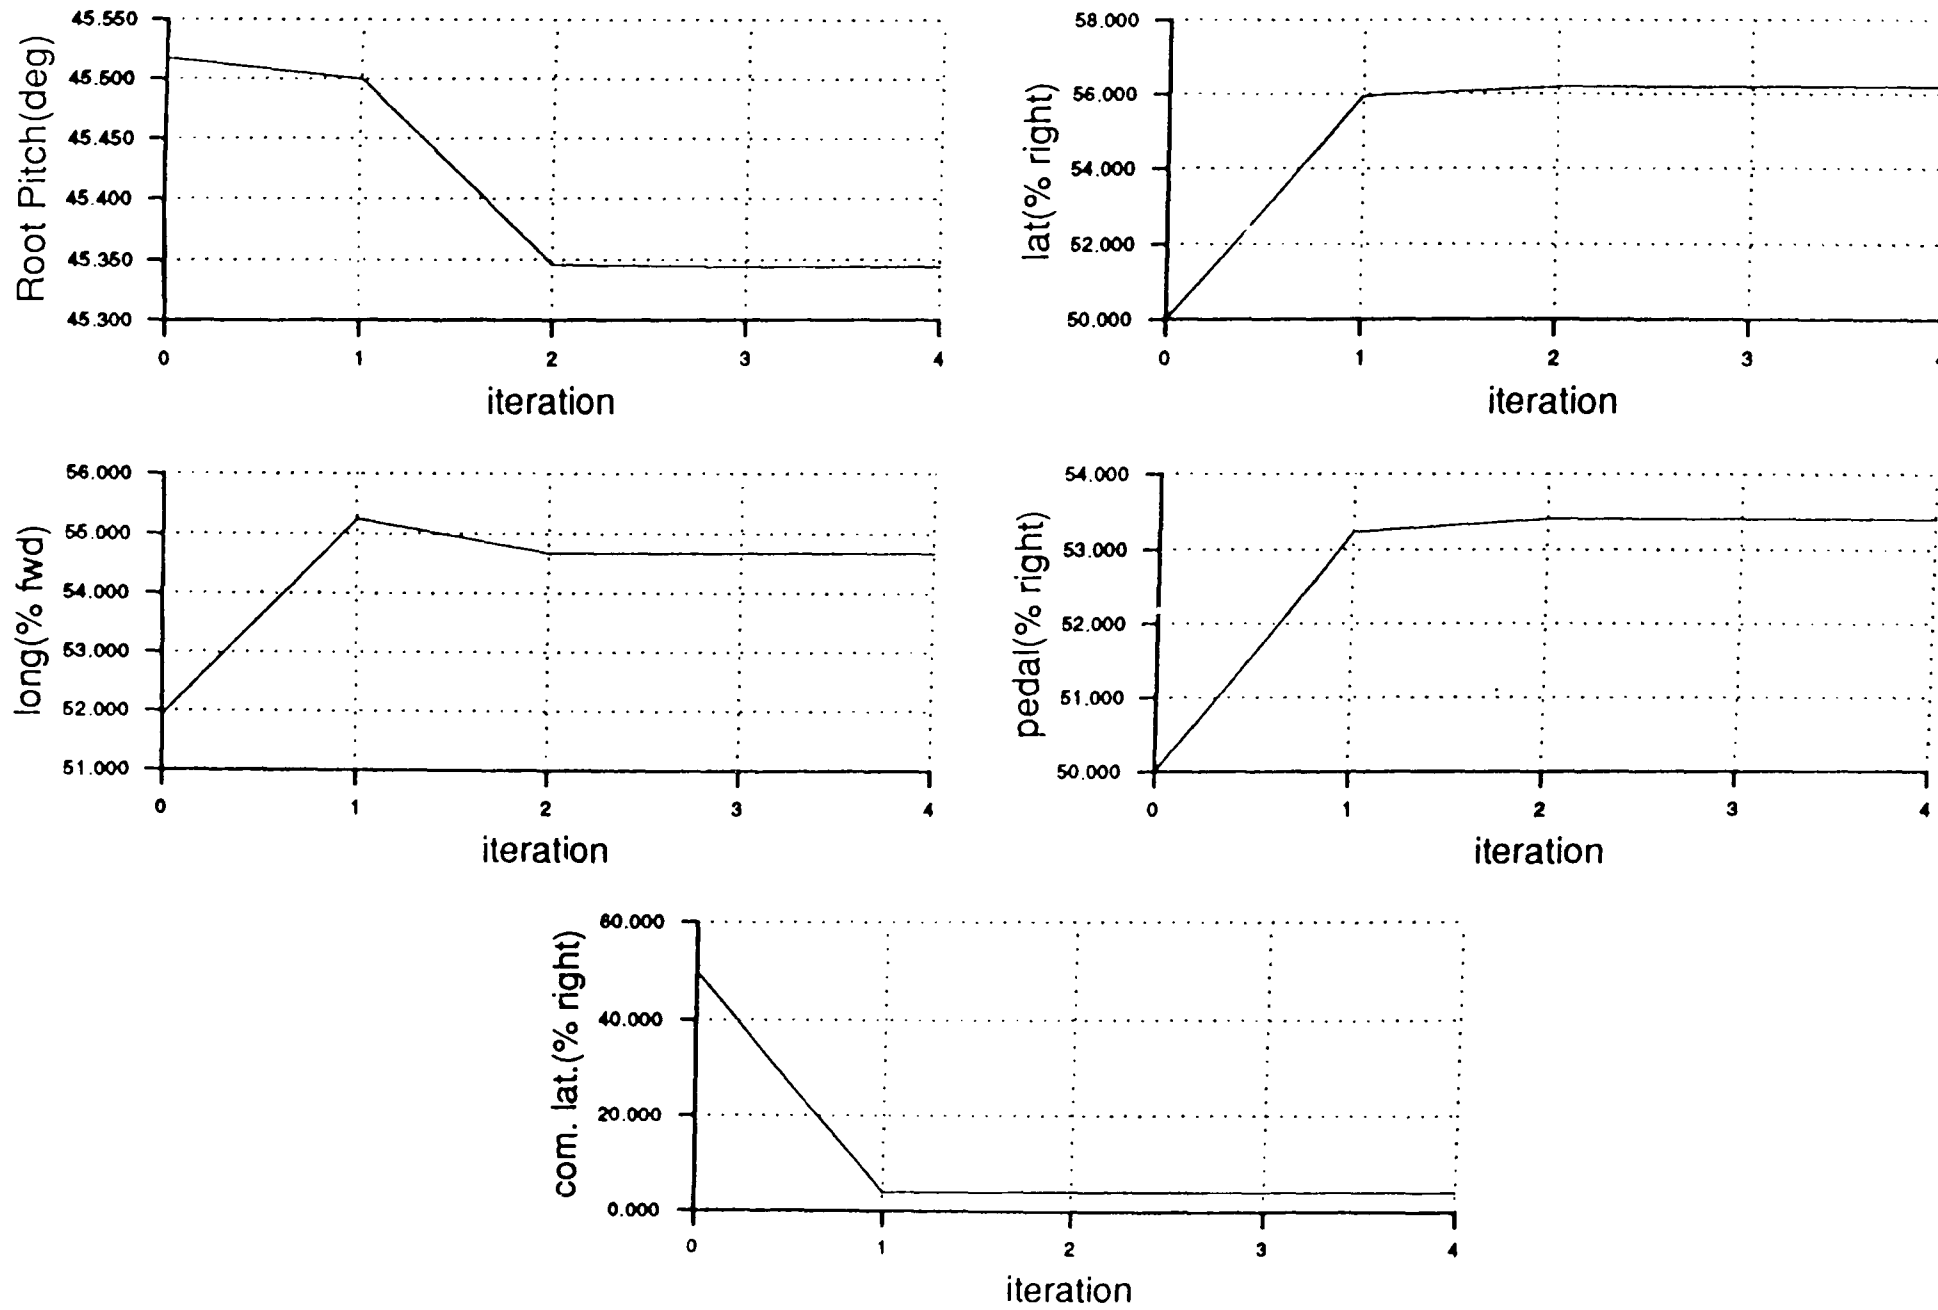 45.550
45.500
45.450
45.400
45.350
45.300
Root Pitch(deg)
0 1 2 3 4
iteration
58.000
56.000
54.000
52.000
50.000
lat(% right)
0 1 2 3
iteration
56.000
55.000
54.000
53.000
52.000
51.000
long(% fwd)
0 1 2 3 4
iteration
54.000
53.000
52.000
51.000
50.000
pedal(% right)
0 1 2 3 4
iteration
60.000
40.000
20.000
0.000
com. lat.(% right)
0 1 2 3 4
iteration